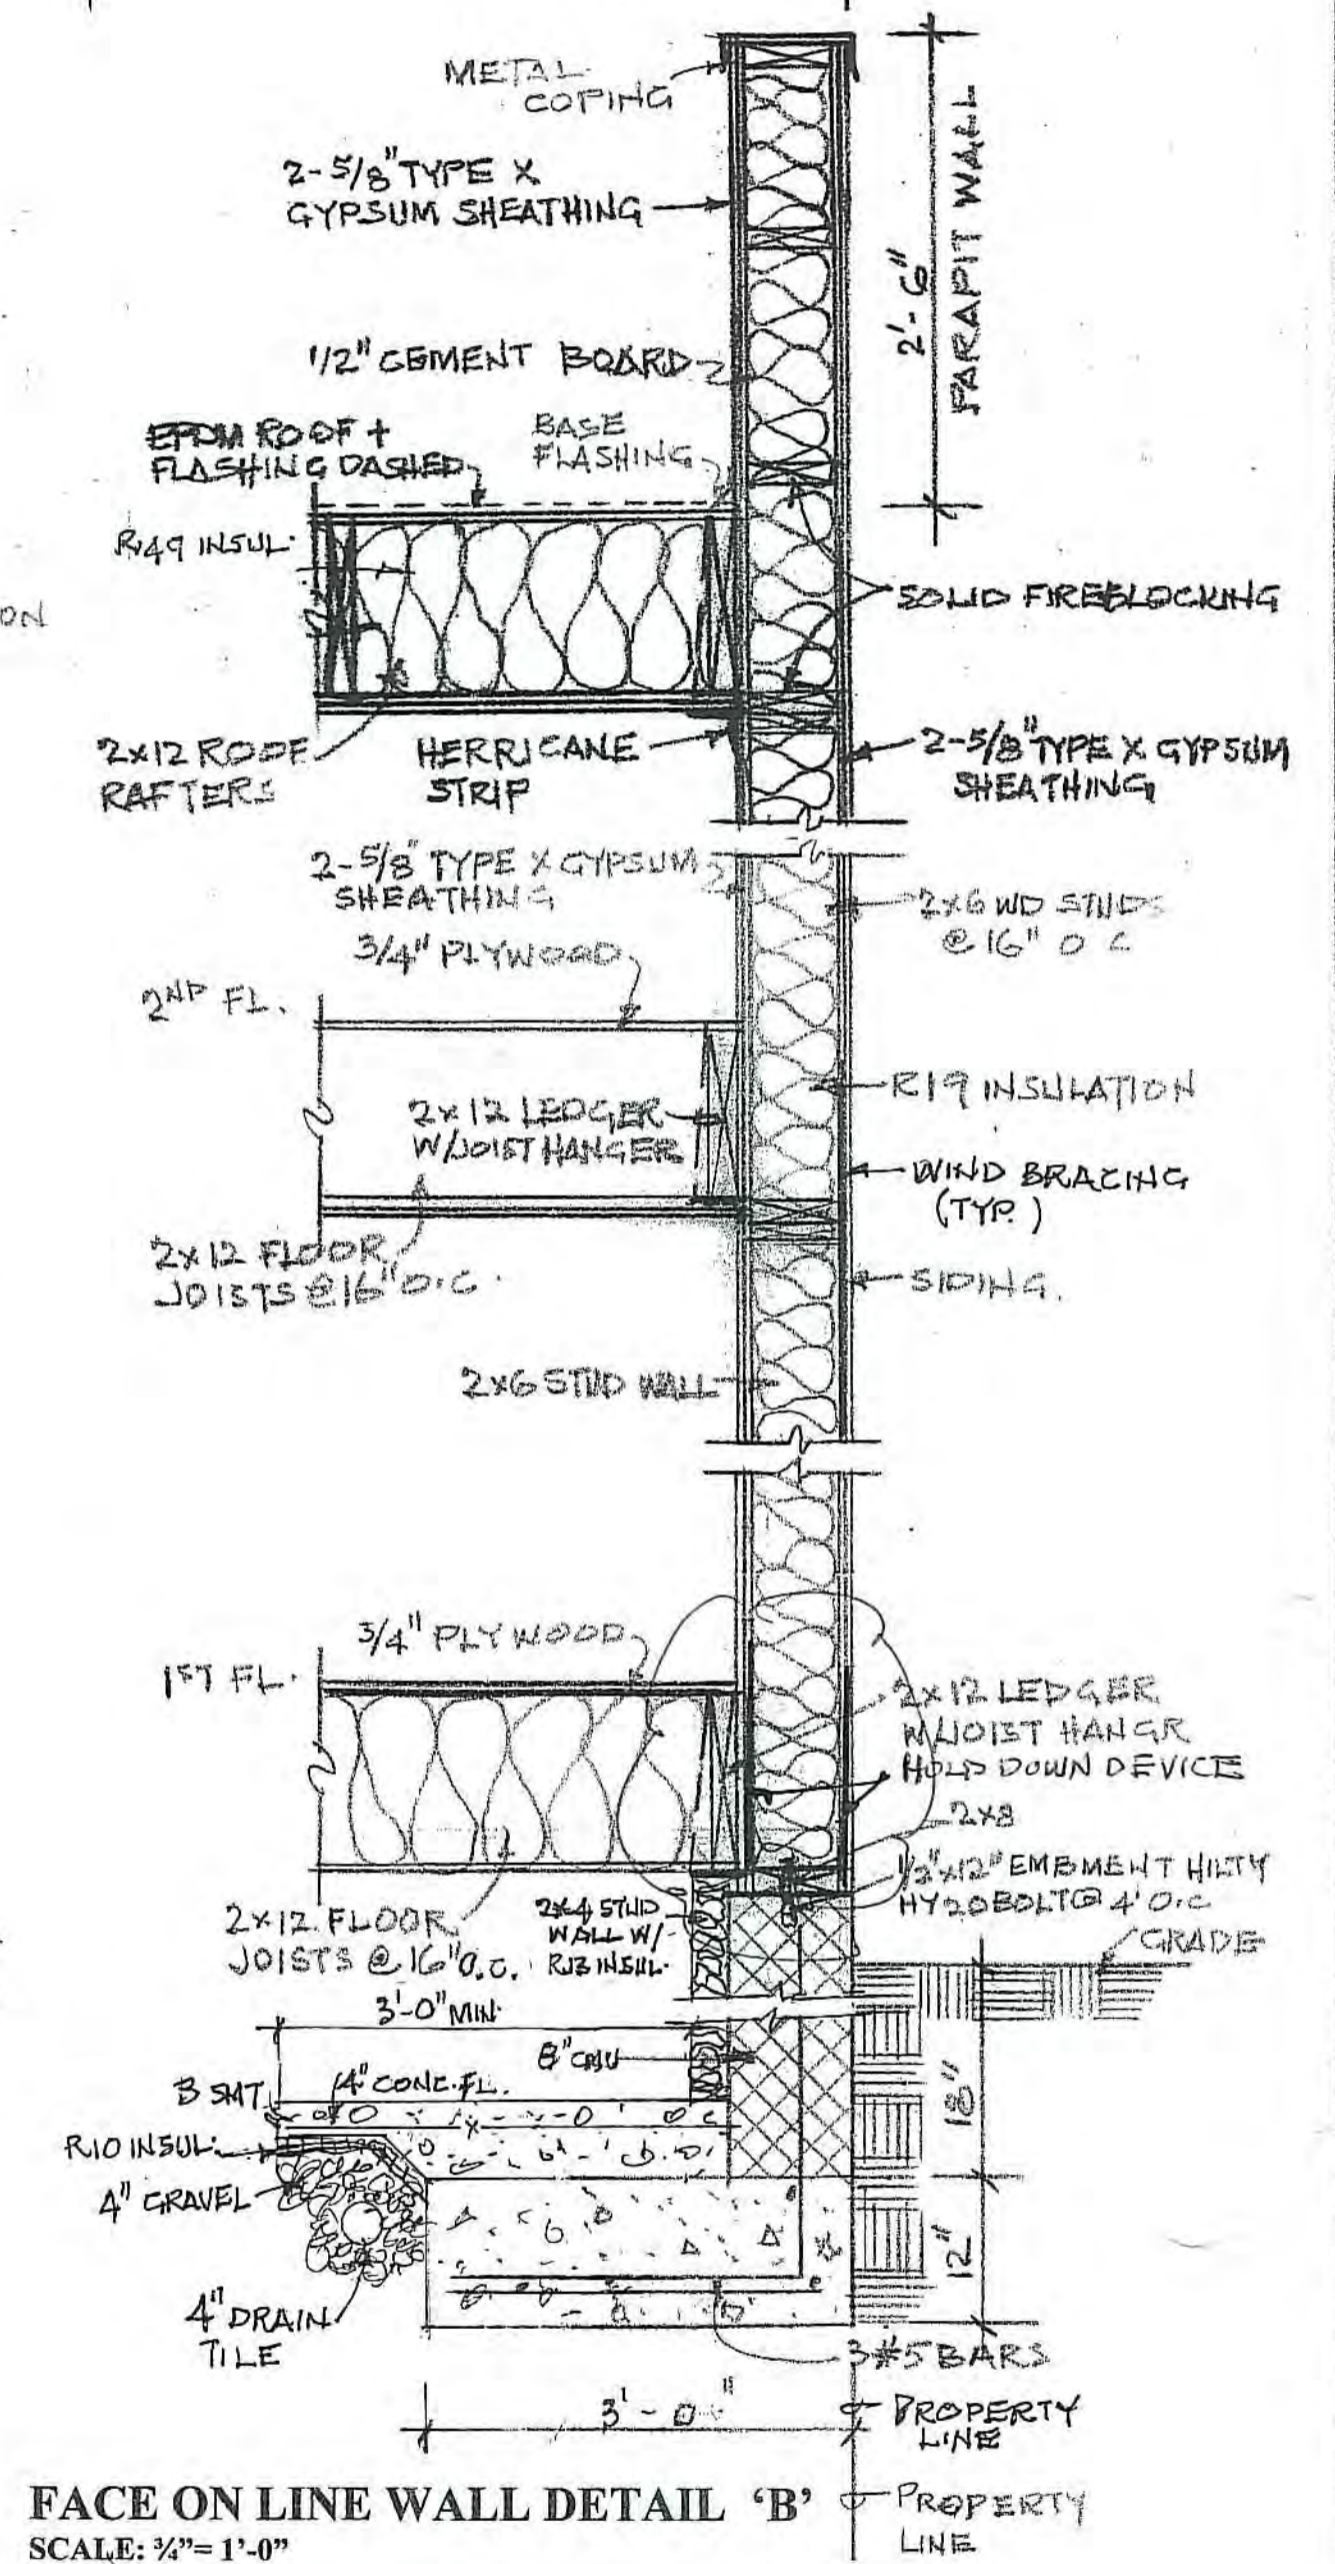 METAL
COPING
2-5/8" TYPE X
GYPSUM SHEATHING
PARAPIT WALL
2'-6"
1/2" CEMENT BOARD
EPDM ROOF +
FLASHING DASHED
BASE
FLASHING
R49 INSUL.
ON
SOLID FIREBLOCKING
2x12 ROOF
RAFTERS
HERRICANE
STRIP
2-5/8" TYPE X GYPSUM
SHEATHING
2-5/8" TYPE X GYPSUM
SHEATHING
2x6 WD STUDS
@ 16" O C
3/4" PLYWOOD
2ND FL.
2x12 LEDGER
W/JOIST HANGER
R19 INSULATION
WIND BRACING
(TYP.)
2x12 FLOOR
JOISTS @ 16" O.C.
SIDING.
2x6 STUD WALL
3/4" PLYWOOD
1ST FL.
2x12 LEDGER
W/JOIST HANGR
HOLD DOWN DEVICE
2x8
1/2"x12" EMBMENT HILTY
HY20 BOLT @ 4' O.C
2x12 FLOOR
JOISTS @ 16" O.C.
2x4 STUD
WALL W/
R13 INSUL.
GRADE
3'-0" MIN.
8" CMU
BSMT.
4" CONC. FL.
18"
R10 INSUL.
4" GRAVEL
12"
4" DRAIN
TILE
3 #5 BARS
3'-0"
PROPERTY
LINE
FACE ON LINE WALL DETAIL ‘B’
SCALE: ¾”= 1’-0”
PROPERTY
LINE